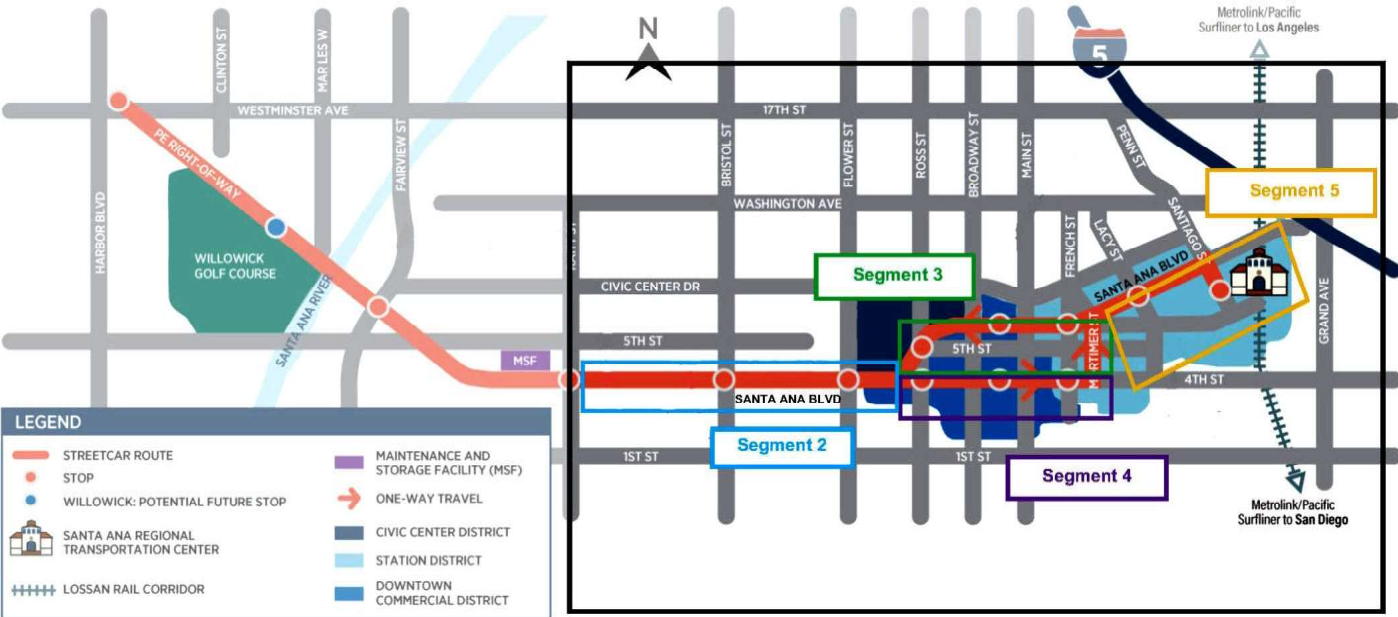 Metrolink/Pacific
Surfliner to Los Angeles
N
5
CLINTON ST
MAR LES W
WESTMINSTER AVE
17TH ST
PE RIGHT-OF-WAY
FAIRVIEW ST
BRISTOL ST
FLOWER ST
ROSS ST
BROADWAY ST
MAIN ST
PENN ST
Segment 5
HARBOR BLVD
WASHINGTON AVE
SANTIAGO ST
FRENCH ST
LACY ST
WILLOWICK
GOLF COURSE
Segment 3
SANTA ANA BLVD
CIVIC CENTER DR
GRAND AVE
SANTA ANA RIVER
5TH ST
5TH ST
MORTIMER ST
MSF
4TH ST
SANTA ANA BLVD
LEGEND
Segment 2
1ST ST
1ST ST
Segment 4
STREETCAR ROUTE
STOP
WILLOWICK: POTENTIAL FUTURE STOP
SANTA ANA REGIONAL
TRANSPORTATION CENTER
LOSSAN RAIL CORRIDOR
MAINTENANCE AND
STORAGE FACILITY (MSF)
ONE-WAY TRAVEL
CIVIC CENTER DISTRICT
STATION DISTRICT
DOWNTOWN
COMMERCIAL DISTRICT
Metrolink/Pacific
Surfliner to San Diego